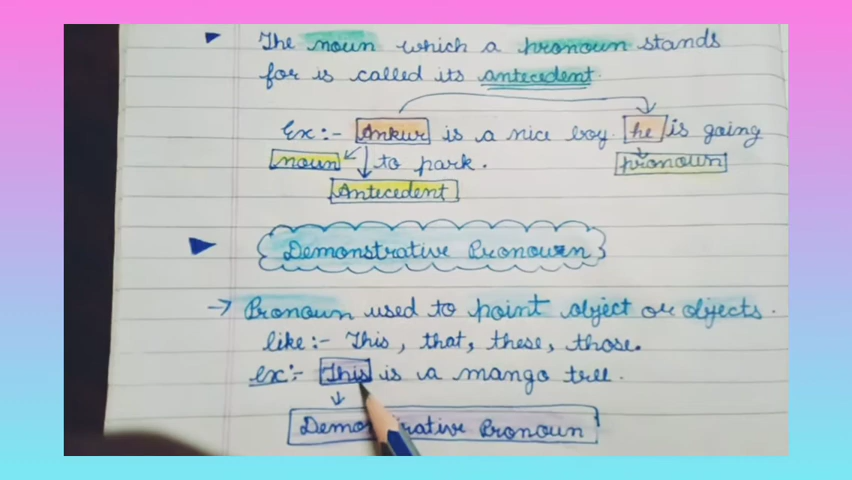 The noun which a pronoun stands
for is called its antecedent.
Ex:- Ankur is a nice boy. he is going
noun to park. pronoun
Antecedent
Demonstrative Pronoun
→ Pronoun used to point object or objects.
like:- This, that, these, those.
ex:- This is a mango tree.
Demonstrative Pronoun